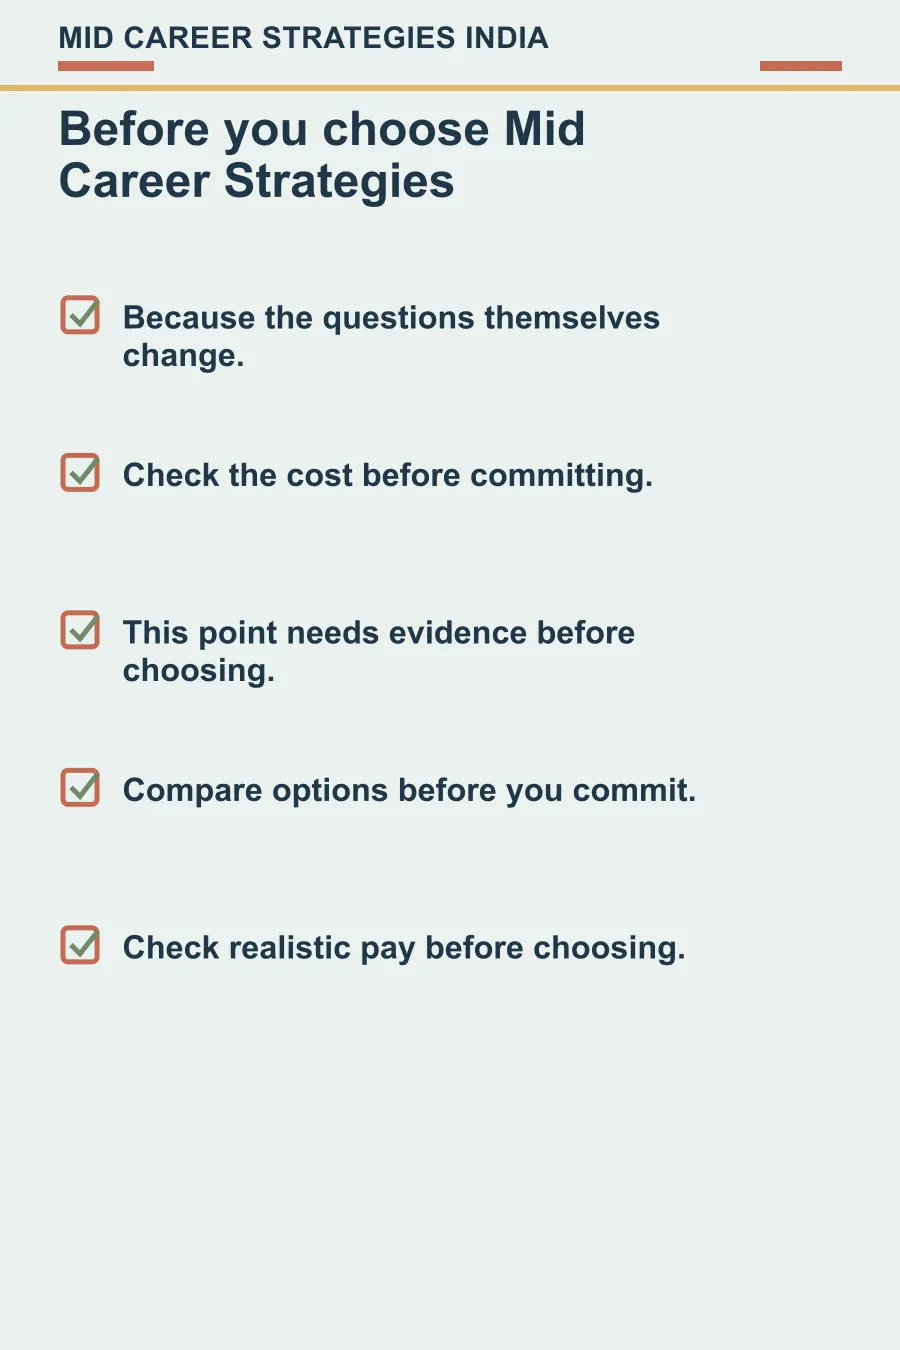 MID CAREER STRATEGIES INDIA
Before you choose Mid
Career Strategies
Because the questions themselves
change.
Check the cost before committing.
This point needs evidence before
choosing.
Compare options before you commit.
Check realistic pay before choosing.